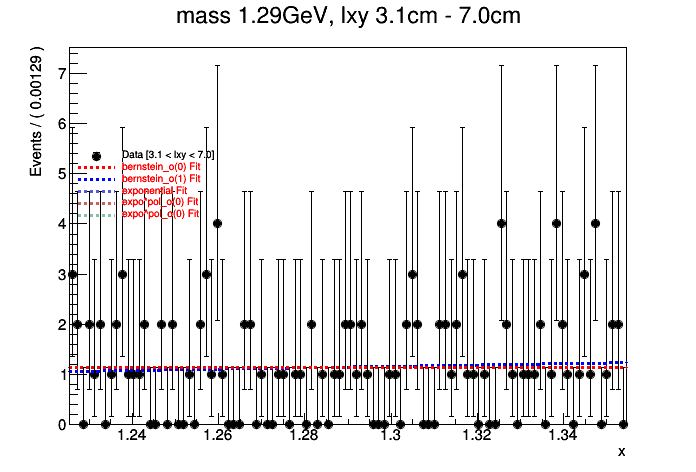 mass 1.29GeV, lxy 3.1cm - 7.0cm
Events / ( 0.00129 )
7
6
5
4
3
2
1
0
Data [3.1 < lxy < 7.0]
bernstein_o(0) Fit
bernstein_o(1) Fit
exponential Fit
expo*pol_o(0) Fit
expo*pol_o(0) Fit
1.24 1.26 1.28 1.3 1.32 1.34
x